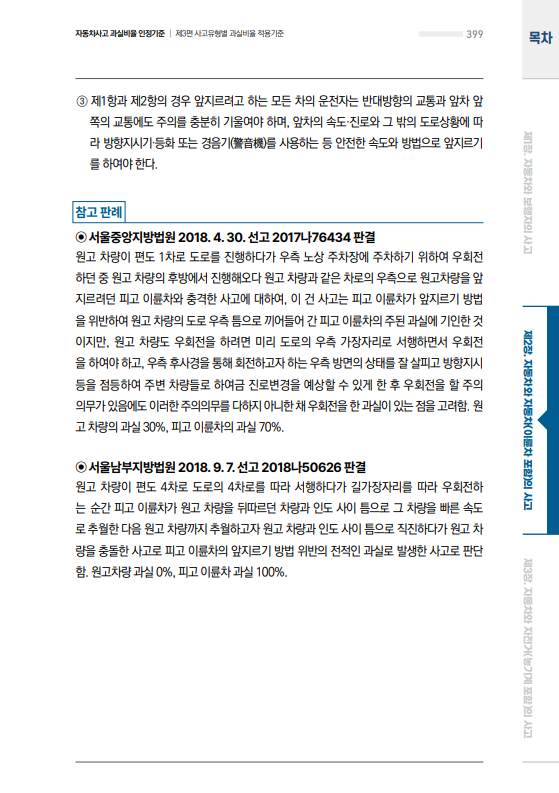 자동차사고 과실비율 인정기준 | 제3편 사고유형별 과실비율 적용기준
399
목차
③ 제1항과 제2항의 경우 앞지르려고 하는 모든 차의 운전자는 반대방향의 교통과 앞차 앞
쪽의 교통에도 주의를 충분히 기울여야 하며, 앞차의 속도·진로와 그 밖의 도로상황에 따
라 방향지시기·등화 또는 경음기(警音機)를 사용하는 등 안전한 속도와 방법으로 앞지르기
를 하여야 한다.
참고 판례
◉ 서울중앙지방법원 2018. 4. 30. 선고 2017나76434 판결
원고 차량이 편도 1차로 도로를 진행하다가 우측 노상 주차장에 주차하기 위하여 우회전
하던 중 원고 차량의 후방에서 진행해오다 원고 차량과 같은 차로의 우측으로 원고차량을 앞
지르려던 피고 이륜차와 충격한 사고에 대하여, 이 건 사고는 피고 이륜차가 앞지르기 방법
을 위반하여 원고 차량의 도로 우측 틈으로 끼어들어 간 피고 이륜차의 주된 과실에 기인한 것
이지만, 원고 차량도 우회전을 하려면 미리 도로의 우측 가장자리로 서행하면서 우회전
을 하여야 하고, 우측 후사경을 통해 회전하고자 하는 우측 방면의 상태를 잘 살피고 방향지시
등을 점등하여 주변 차량들로 하여금 진로변경을 예상할 수 있게 한 후 우회전을 할 주의
의무가 있음에도 이러한 주의의무를 다하지 아니한 채 우회전을 한 과실이 있는 점을 고려함. 원
고 차량의 과실 30%, 피고 이륜차의 과실 70%.
◉ 서울남부지방법원 2018. 9. 7. 선고 2018나50626 판결
원고 차량이 편도 4차로 도로의 4차로를 따라 서행하다가 길가장자리를 따라 우회전하
는 순간 피고 이륜차가 원고 차량을 뒤따르던 차량과 인도 사이 틈으로 그 차량을 빠른 속도
로 추월한 다음 원고 차량까지 추월하고자 원고 차량과 인도 사이 틈으로 직진하다가 원고 차
량을 충돌한 사고로 피고 이륜차의 앞지르기 방법 위반의 전적인 과실로 발생한 사고로 판단
함. 원고차량 과실 0%, 피고 이륜차 과실 100%.
제1장. 자동차와 보행자의 사고
제2장. 자동차와 자동차(이륜차 포함)의 사고
제3장. 자동차와 자전거(농기계 포함)의 사고